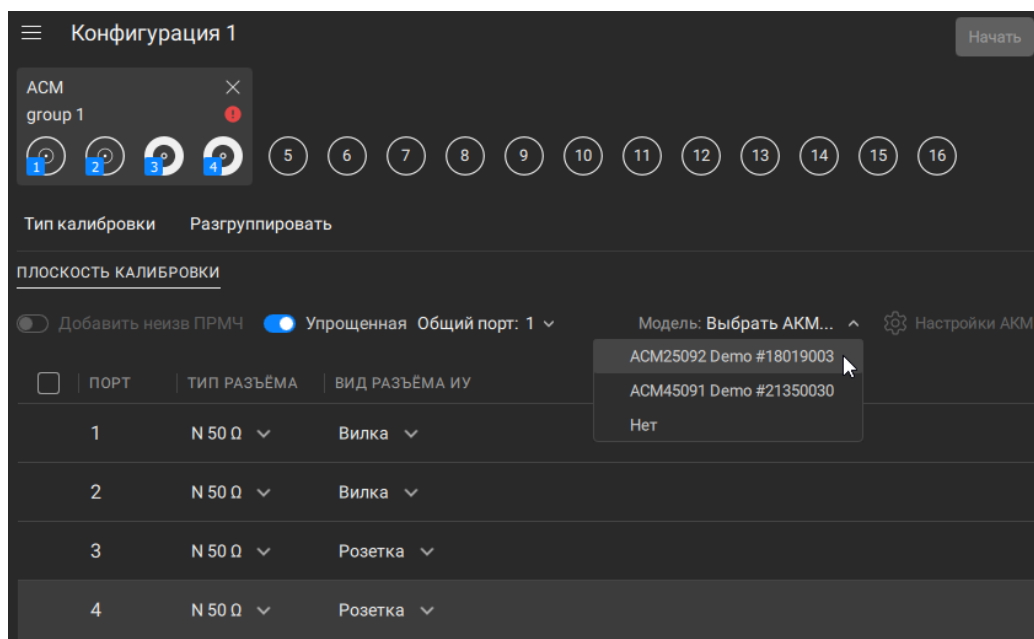 Конфигурация 1
Начать
ACM
group 1
1 2 3 4 5 6 7 8 9 10 11 12 13 14 15 16
Тип калибровки Разгруппировать
ПЛОСКОСТЬ КАЛИБРОВКИ
Добавить неизв ПРМЧ Упрощенная Общий порт: 1 Модель: Выбрать АКМ... Настройки АКМ
ACM25092 Demo #18019003
ACM45091 Demo #21350030
Нет
ПОРТ ТИП РАЗЪЁМА ВИД РАЗЪЁМА ИУ
1 N 50 Ω Вилка
2 N 50 Ω Вилка
3 N 50 Ω Розетка
4 N 50 Ω Розетка